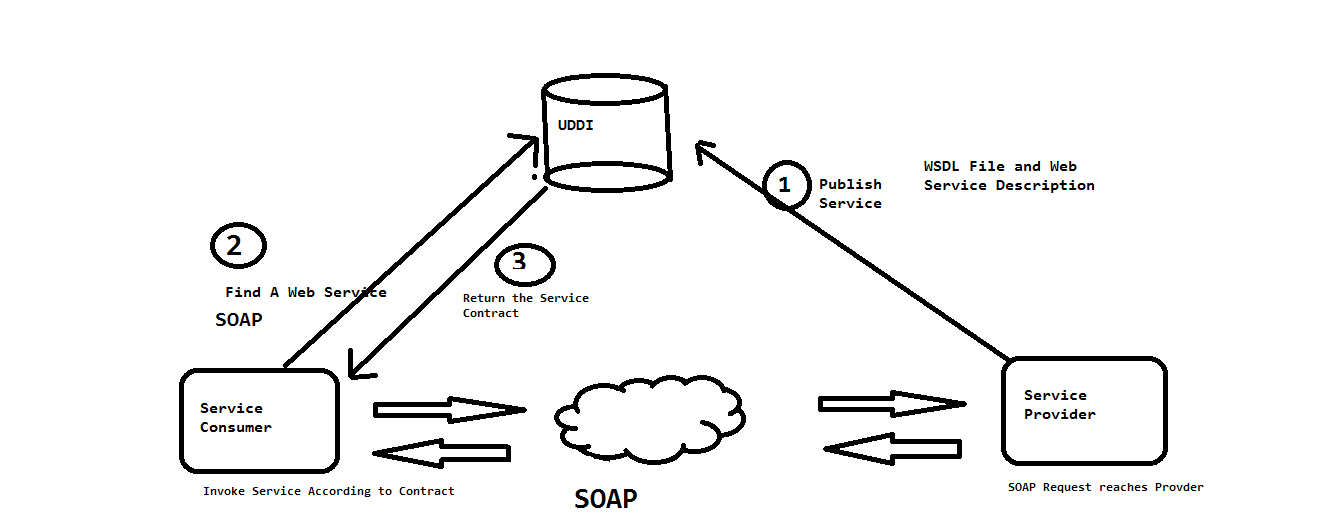 UDDI
1
Publish
Service
WSDL File and Web
Service Description
2
Find A Web Service
SOAP
3
Return the Service
Contract
Service
Consumer
Service
Provider
Invoke Service According to Contract
SOAP
SOAP Request reaches Provder